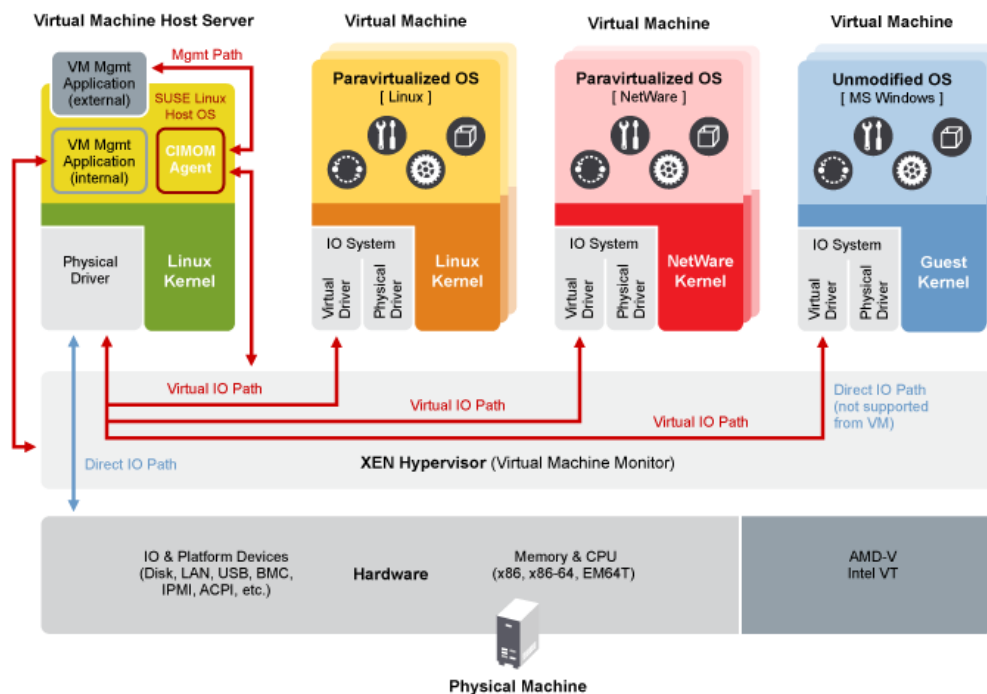 Virtual Machine Host Server
Virtual Machine
Virtual Machine
Virtual Machine
VM Mgmt
Application
(external)
Mgmt Path
SUSE Linux
Host OS
VM Mgmt
Application
(internal)
CIMOM
Agent
Physical
Driver
Linux
Kernel
Paravirtualized OS
[ Linux ]
IO System
Virtual
Driver
Physical
Driver
Linux
Kernel
Paravirtualized OS
[ NetWare ]
IO System
Virtual
Driver
Physical
Driver
NetWare
Kernel
Unmodified OS
[ MS Windows ]
IO System
Virtual
Driver
Physical
Driver
Guest
Kernel
Virtual IO Path
Virtual IO Path
Virtual IO Path
Direct IO Path
(not supported
from VM)
Direct IO Path
XEN Hypervisor (Virtual Machine Monitor)
IO & Platform Devices
(Disk, LAN, USB, BMC,
IPMI, ACPI, etc.)
Hardware
Memory & CPU
(x86, x86-64, EM64T)
AMD-V
Intel VT
Physical Machine